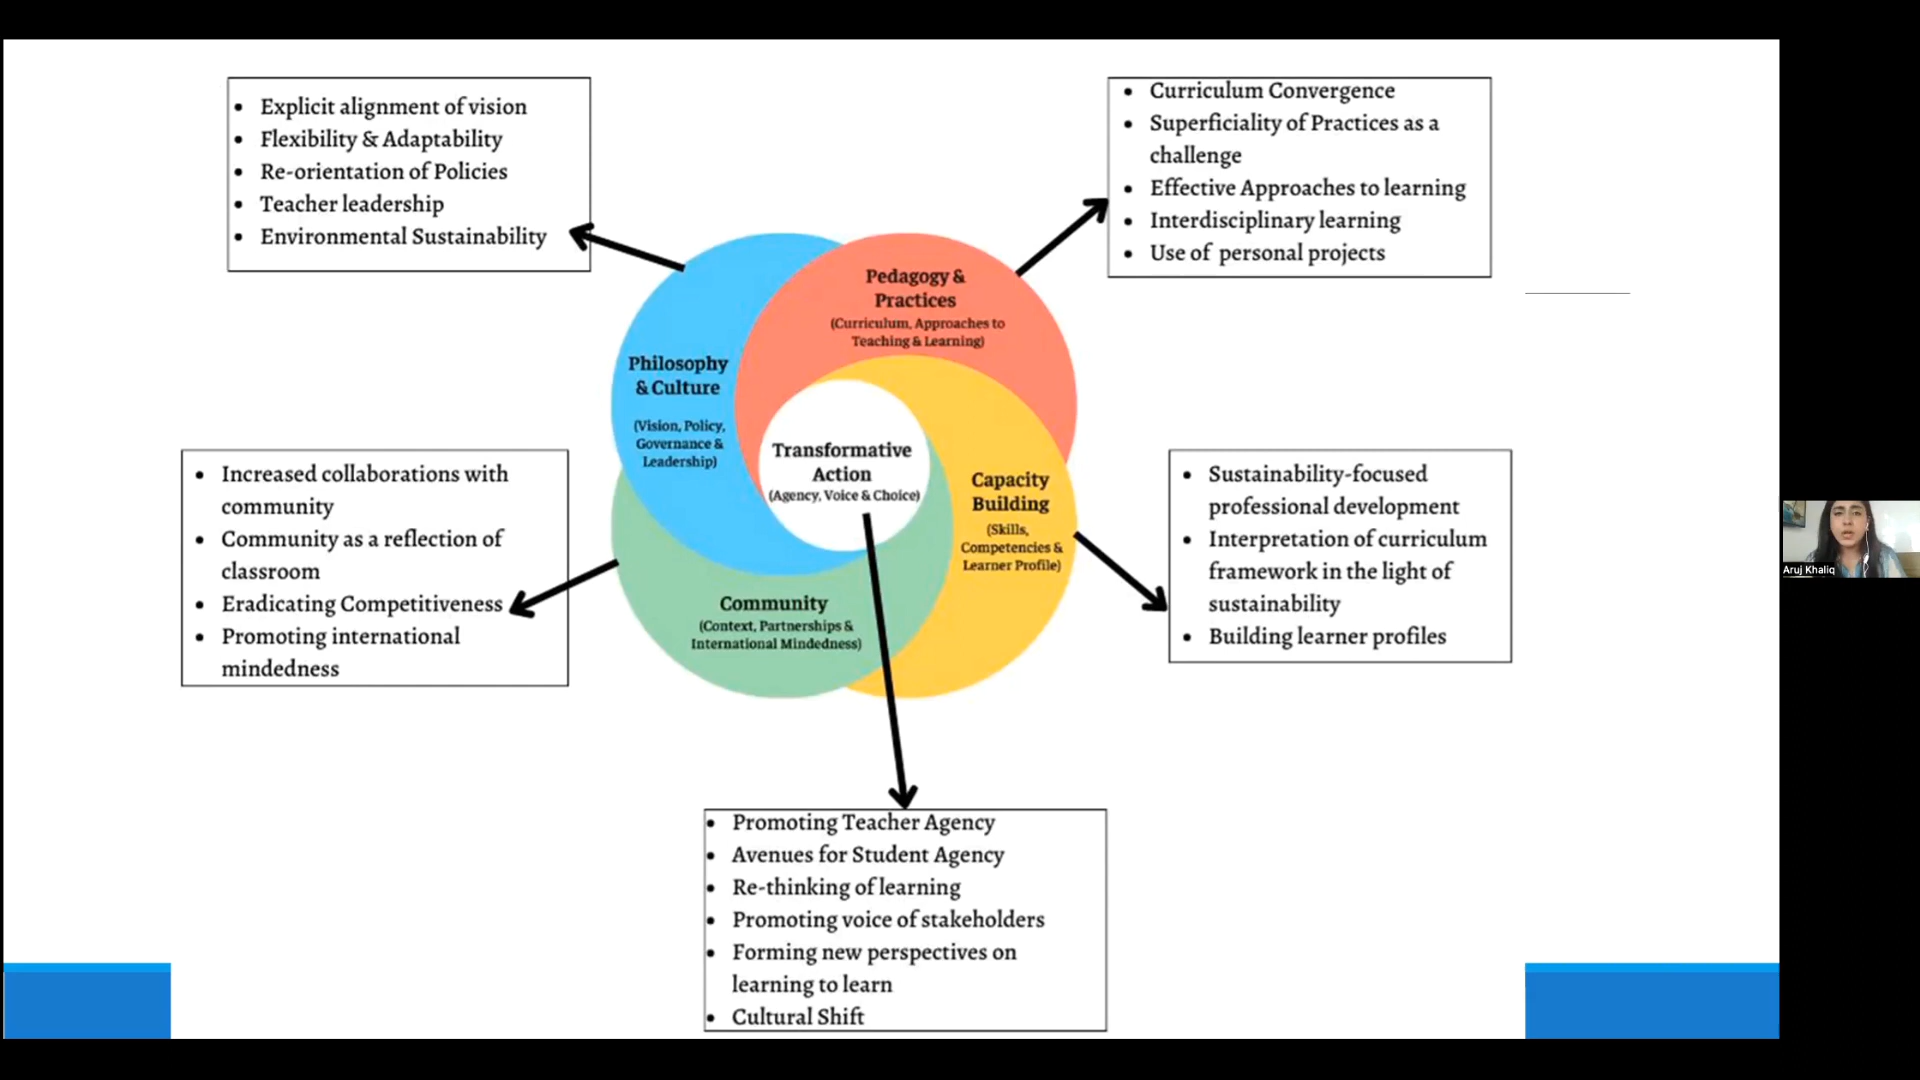 • Explicit alignment of vision
• Flexibility & Adaptability
• Re-orientation of Policies
• Teacher leadership
• Environmental Sustainability
• Curriculum Convergence
• Superficiality of Practices as a
challenge
• Effective Approaches to learning
• Interdisciplinary learning
• Use of personal projects
Pedagogy &
Practices
(Curriculum, Approaches to
Teaching & Learning)
Philosophy
& Culture
(Vision, Policy,
Governance &
Leadership)
Transformative
Action
(Agency, Voice & Choice)
Capacity
Building
(Skills,
Competencies &
Learner Profile)
Community
(Context, Partnerships &
International Mindedness)
• Increased collaborations with
community
• Community as a reflection of
classroom
• Eradicating Competitiveness
• Promoting international
mindedness
• Sustainability-focused
professional development
• Interpretation of curriculum
framework in the light of
sustainability
• Building learner profiles
Aruj Khaliq
• Promoting Teacher Agency
• Avenues for Student Agency
• Re-thinking of learning
• Promoting voice of stakeholders
• Forming new perspectives on
learning to learn
• Cultural Shift